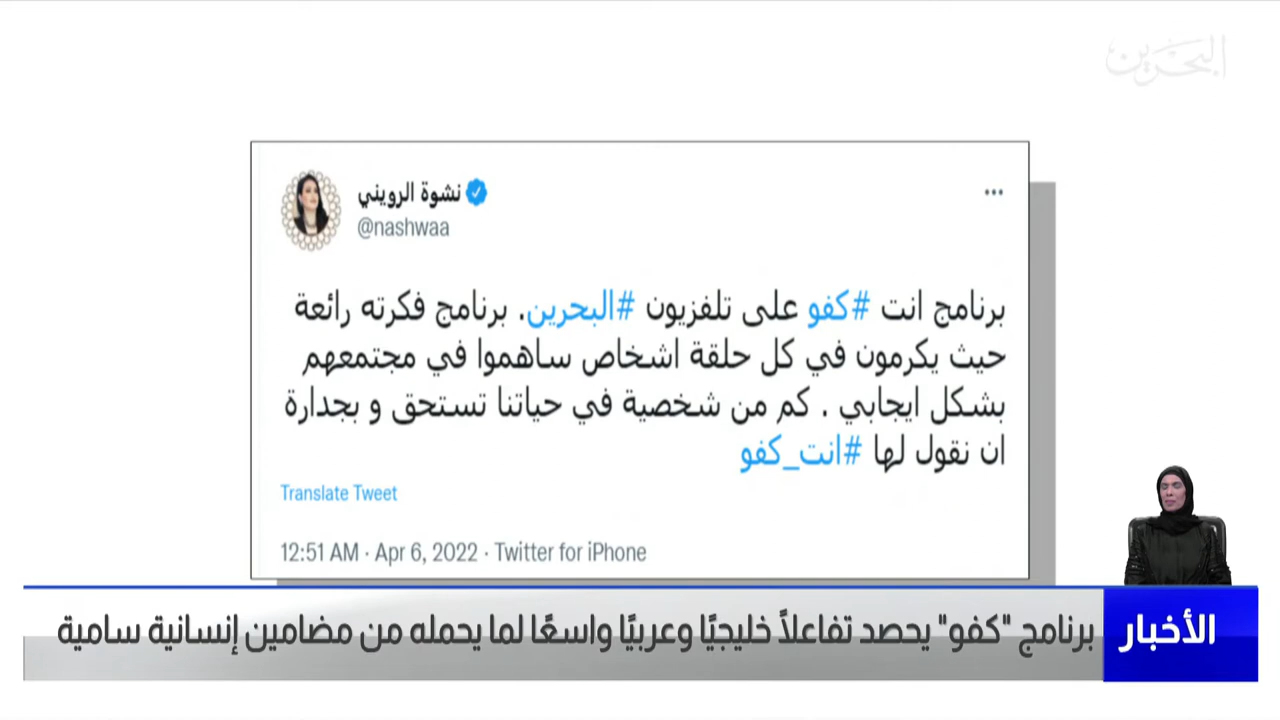 البحرين
نشوة الرويني
@nashwaa
برنامج انت #كفو على تلفزيون #البحرين. برنامج فكرته رائعة
حيث يكرمون في كل حلقة اشخاص ساهموا في مجتمعهم
بشكل ايجابي . كم من شخصية في حياتنا تستحق و بجدارة
ان نقول لها #انت_كفو
Translate Tweet
12:51 AM · Apr 6, 2022 · Twitter for iPhone
الأخبار
برنامج "كفو" يحصد تفاعلاً خليجيًا وعربيًا واسعًا لما يحمله من مضامين إنسانية سامية